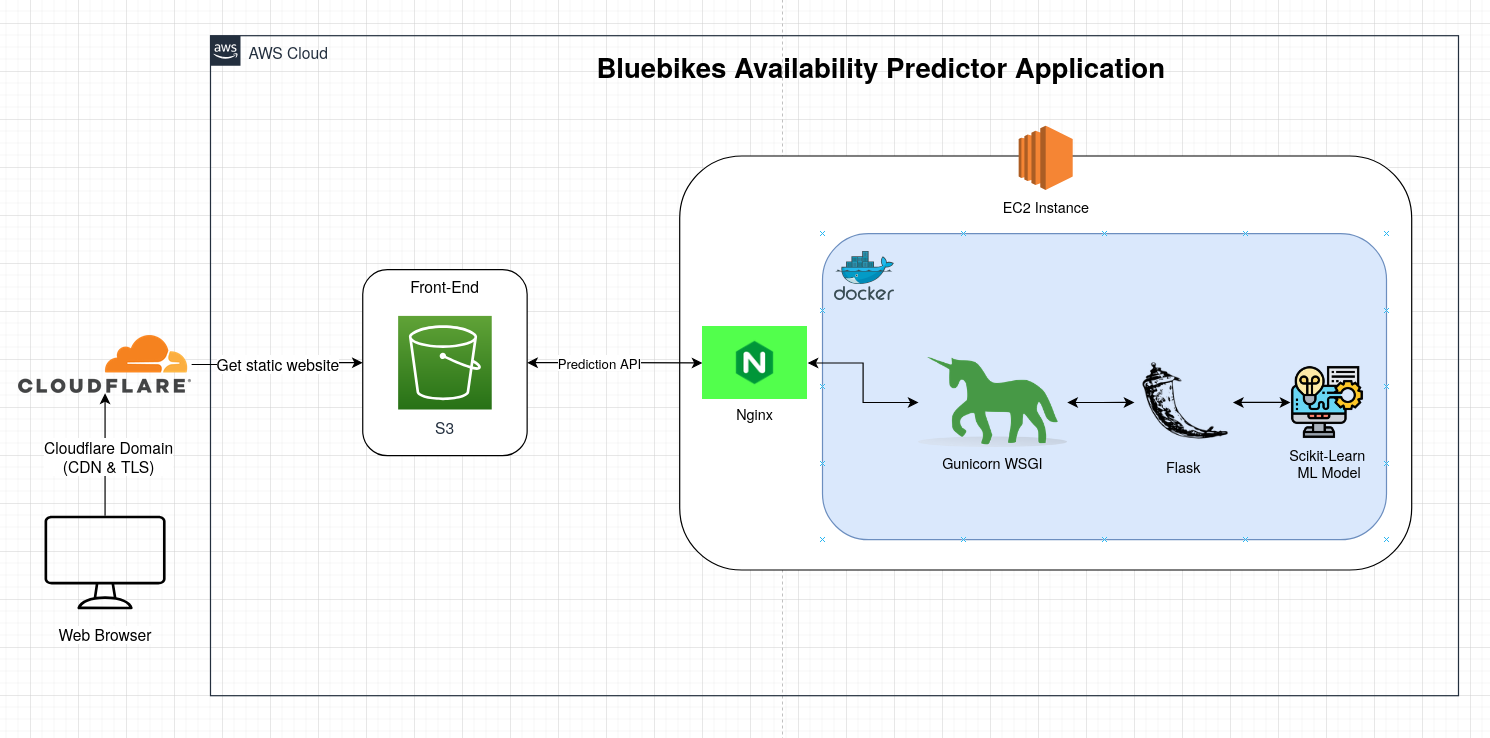 aws
AWS Cloud
Bluebikes Availability Predictor Application
EC2 Instance
docker
Front-End
S3
CLOUDFLARE
Get static website
Prediction API
N
Nginx
Gunicorn WSGI
Flask
Scikit-Learn
ML Model
Cloudflare Domain
(CDN & TLS)
Web Browser